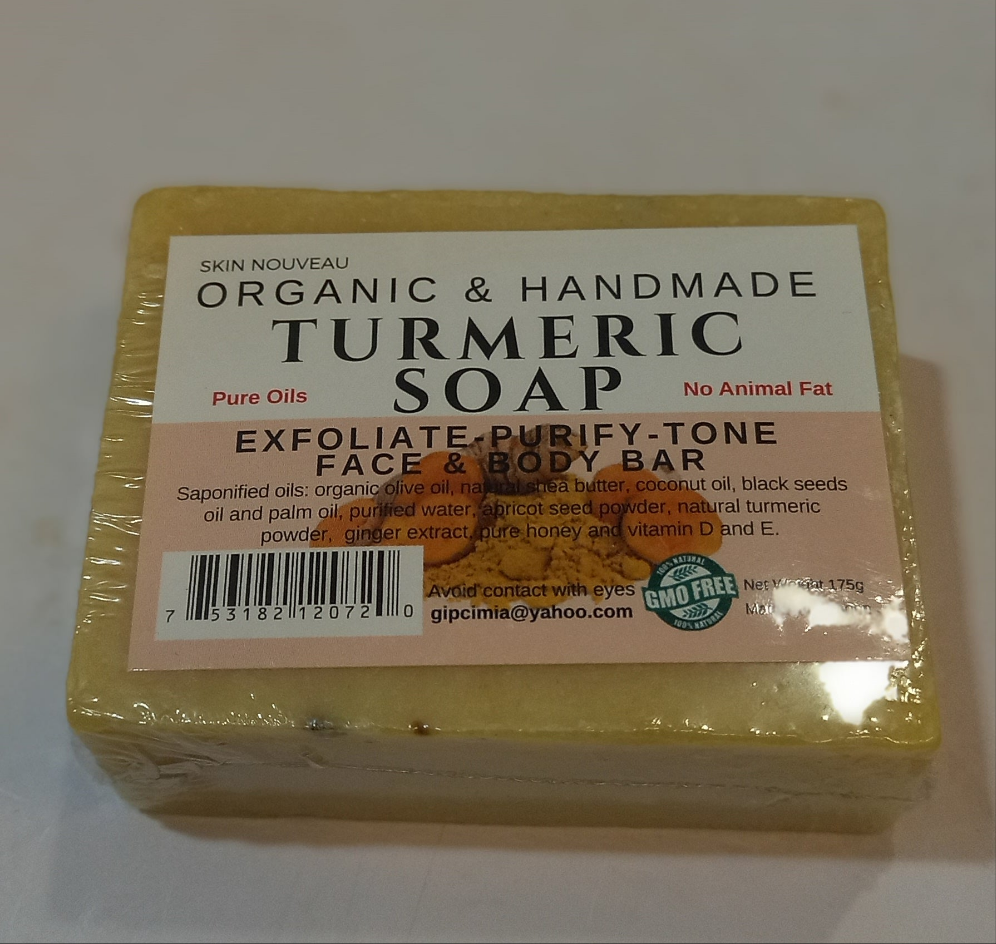 SKIN NOUVEAU
ORGANIC & HANDMADE
TURMERIC
SOAP
Pure Oils
No Animal Fat
EXFOLIATE-PURIFY-TONE
FACE & BODY BAR
Saponified oils: organic olive oil, natural shea butter, coconut oil, black seeds
oil and palm oil, purified water, apricot seed powder, natural turmeric
powder, ginger extract, pure honey and vitamin D and E.
7 53182 12072 0
Avoid contact with eyes
gipcimia@yahoo.com
100% NATURAL
GMO FREE
100% NATURAL
Net Weight 175g